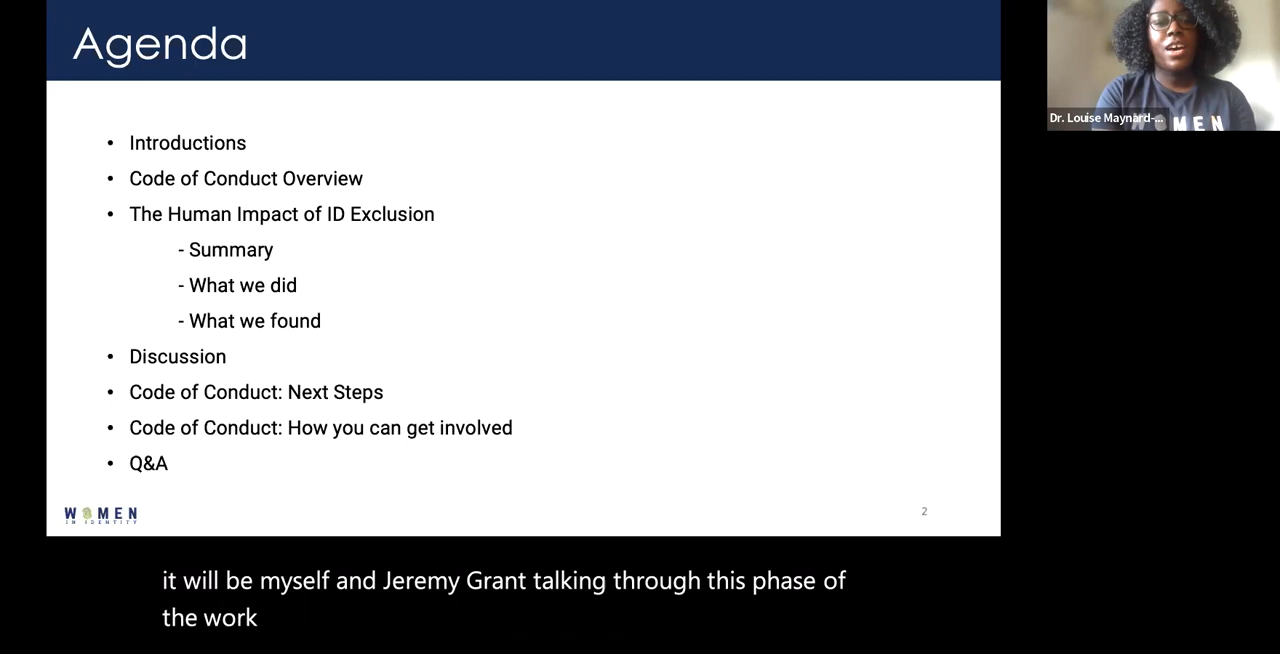 Agenda
• Introductions
• Code of Conduct Overview
• The Human Impact of ID Exclusion
- Summary
- What we did
- What we found
• Discussion
• Code of Conduct: Next Steps
• Code of Conduct: How you can get involved
• Q&A
WOMEN
IN IDENTITY
2
Dr. Louise Maynard-...
WOMEN
it will be myself and Jeremy Grant talking through this phase of
the work